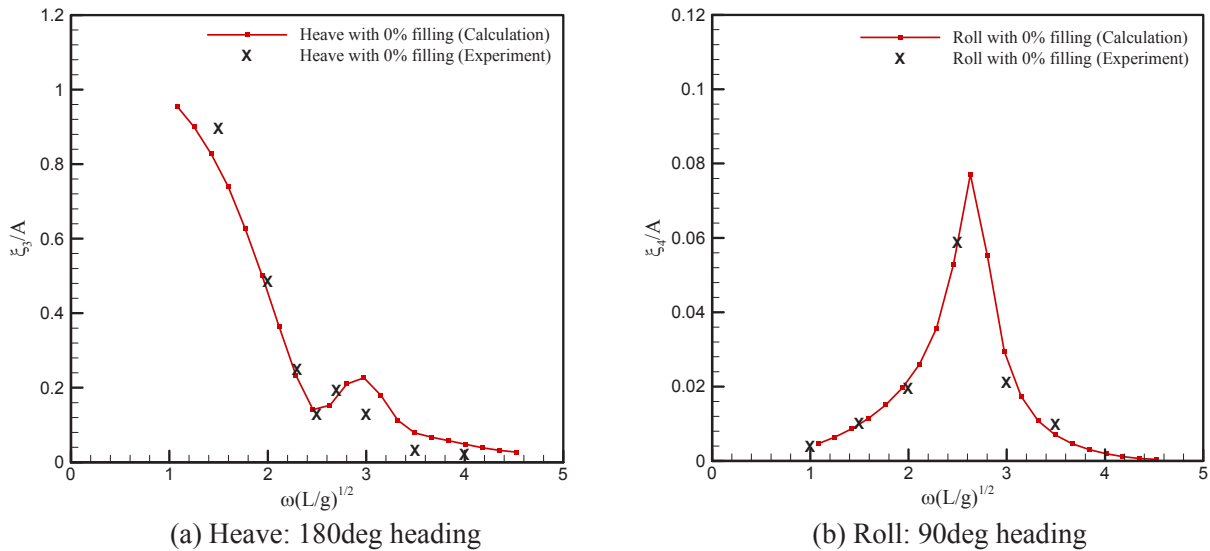 1.2
1
0.8
0.6
0.4
0.2
0
0 1 2 3 4 5
ξ3/A
ω(L/g)1/2
Heave with 0% filling (Calculation)
X Heave with 0% filling (Experiment)
(a) Heave: 180deg heading
0.12
0.1
0.08
0.06
0.04
0.02
0
0 1 2 3 4 5
ξ4/A
ω(L/g)1/2
Roll with 0% filling (Calculation)
X Roll with 0% filling (Experiment)
(b) Roll: 90deg heading